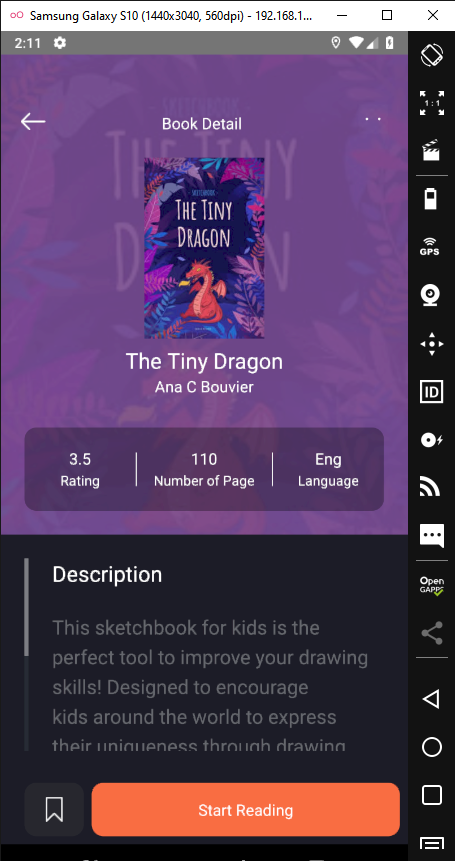 Samsung Galaxy S10 (1440x3040, 560dpi) - 192.168.1...
2:11
Book Detail
SKETCHBOOK
THE TINY
DRAGON
The Tiny Dragon
Ana C Bouvier
3.5
Rating
110
Number of Page
Eng
Language
Description
This sketchbook for kids is the
perfect tool to improve your drawing
skills! Designed to encourage
kids around the world to express
their uniqueness through drawing
Start Reading
1:1
GPS
ID
Open
GAPPS